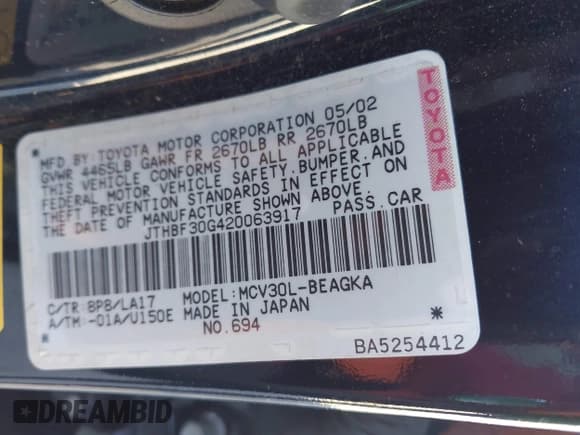 MFD BY:TOYOTA MOTOR CORPORATION 05/02
GVWR 4465LB GAWR FR 2670LB RR 2670LB
THIS VEHICLE CONFORMS TO ALL APPLICABLE
FEDERAL MOTOR VEHICLE SAFETY,BUMPER,AND
THEFT PREVENTION STANDARDS IN EFFECT ON
THE DATE OF MANUFACTURE SHOWN ABOVE.
JTHBF30G420063917 PASS.CAR
TOYOTA
C/TR:8P8/LA17 MODEL:MCV30L-BEAGKA
A/TM:-01A/U150E MADE IN JAPAN
NO.694 *
BA5254412
DREAMBID